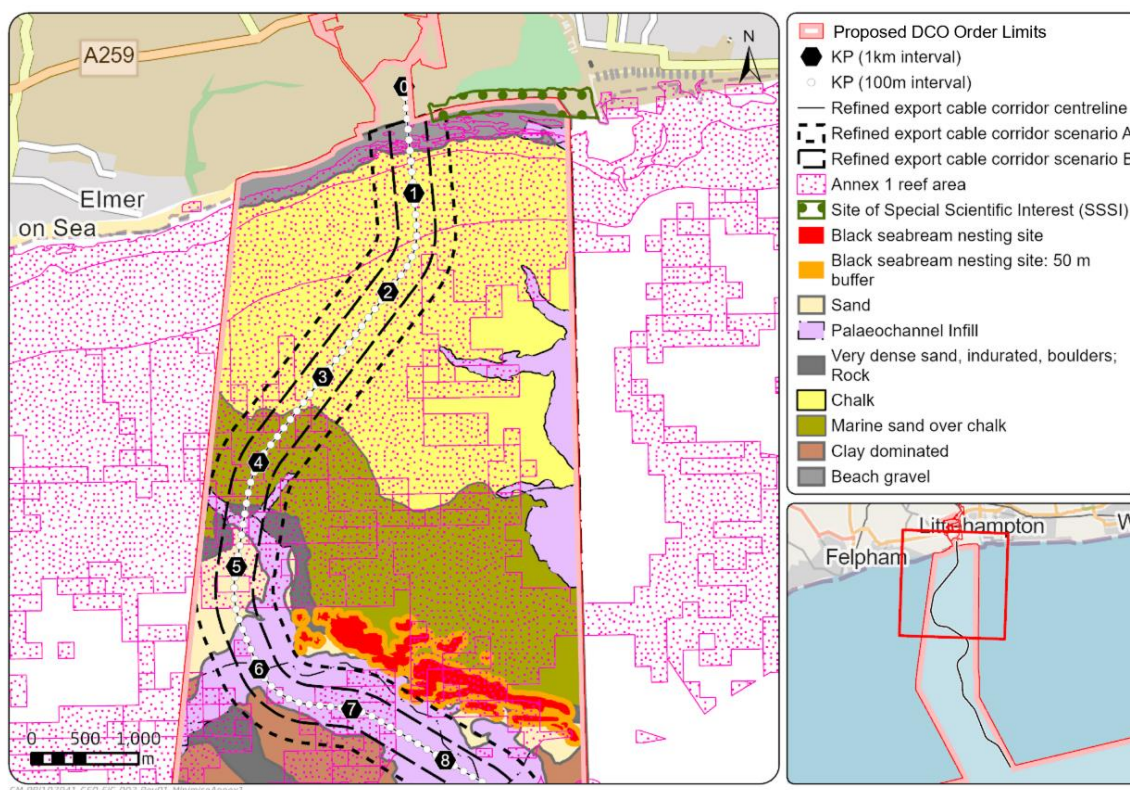 A259
N
0
Elmer
on Sea
1
2
3
4
5
6
7
8
0 500 1,000
m
Proposed DCO Order Limits
KP (1km interval)
KP (100m interval)
Refined export cable corridor centreline
Refined export cable corridor scenario A
Refined export cable corridor scenario B
Annex 1 reef area
Site of Special Scientific Interest (SSSI)
Black seabream nesting site
Black seabream nesting site: 50 m
buffer
Sand
Palaeochannel Infill
Very dense sand, indurated, boulders;
Rock
Chalk
Marine sand over chalk
Clay dominated
Beach gravel
Littlehampton
W
Felpham